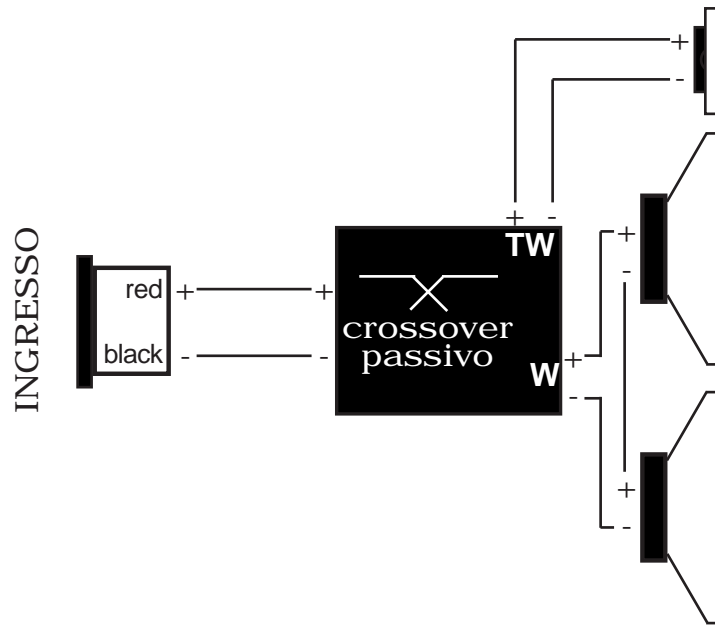 +
-
+ -
TW
INGRESSO
red + +
black - -
crossover
passivo
W
+
-
+
-
+
-